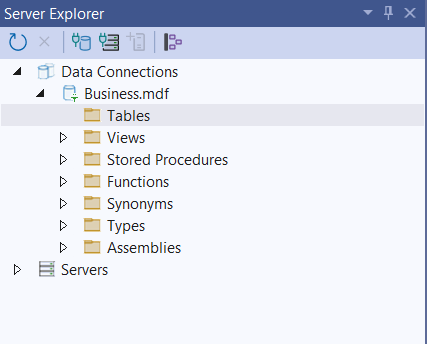 Server Explorer
Data Connections
Business.mdf
Tables
Views
Stored Procedures
Functions
Synonyms
Types
Assemblies
Servers